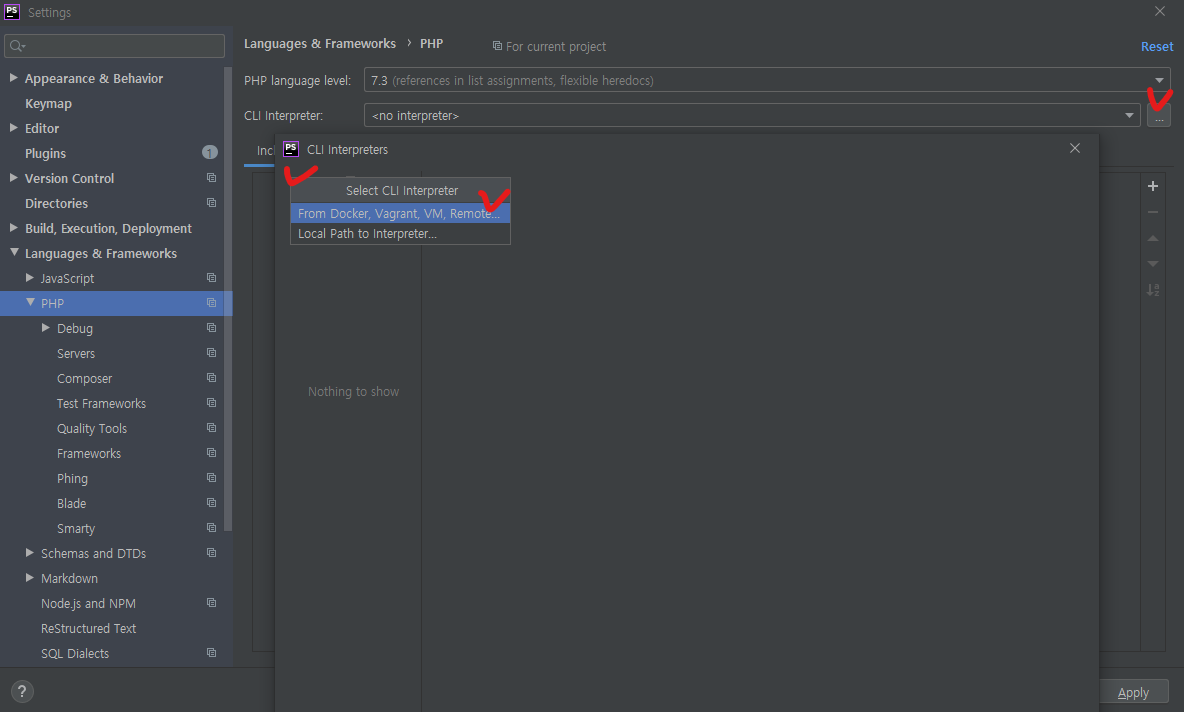 PS Settings
Languages & Frameworks › PHP
For current project
Reset
PHP language level:
7.3 (references in list assignments, flexible heredocs)
CLI Interpreter:
<no interpreter>
...
Appearance & Behavior
Keymap
Editor
Plugins
1
Version Control
Directories
Build, Execution, Deployment
Languages & Frameworks
JavaScript
PHP
Debug
Servers
Composer
Test Frameworks
Quality Tools
Frameworks
Phing
Blade
Smarty
Schemas and DTDs
Markdown
Node.js and NPM
ReStructured Text
SQL Dialects
?
PS CLI Interpreters
Select CLI Interpreter
From Docker, Vagrant, VM, Remote...
Local Path to Interpreter...
Nothing to show
Apply